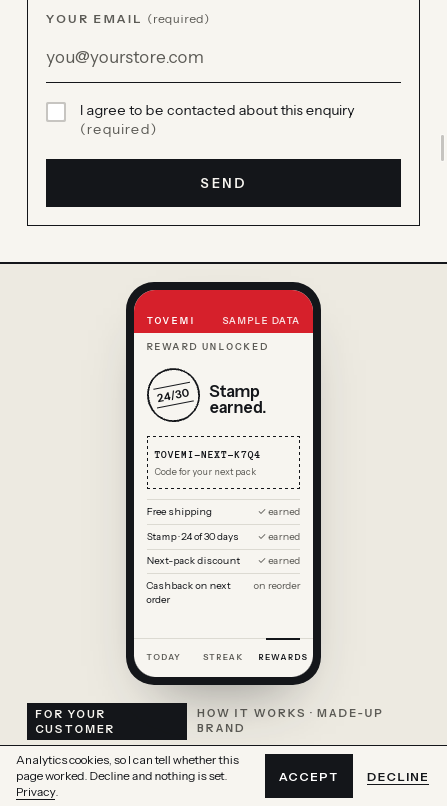 YOUR EMAIL (required)
you@yourstore.com
I agree to be contacted about this enquiry
(required)
SEND
TOVEMI SAMPLE DATA
REWARD UNLOCKED
24/30
Stamp
earned.
TOVEMI-NEXT-K7Q4
Code for your next pack
Free shipping ✓ earned
Stamp · 24 of 30 days ✓ earned
Next-pack discount ✓ earned
Cashback on next on reorder
order
TODAY STREAK REWARDS
FOR YOUR
CUSTOMER
HOW IT WORKS · MADE-UP
BRAND
Analytics cookies, so I can tell whether this
page worked. Decline and nothing is set.
Privacy.
ACCEPT DECLINE